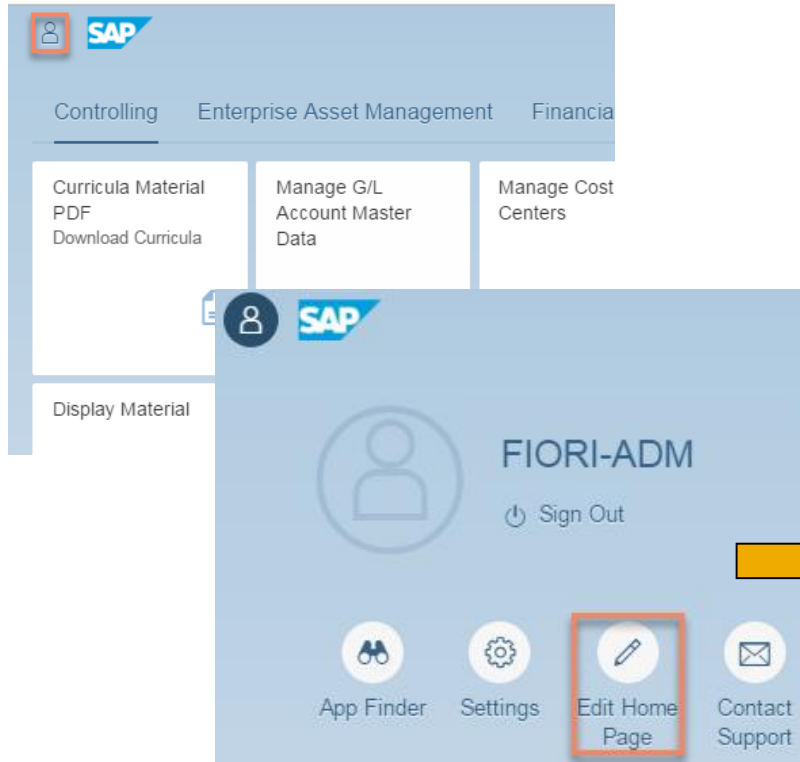 SAP
Controlling Enterprise Asset Management Financia
Curricula Material
PDF
Download Curricula
Manage G/L
Account Master
Data
Manage Cost
Centers
Display Material
SAP
FIORI-ADM
Sign Out
App Finder
Settings
Edit Home
Page
Contact
Support